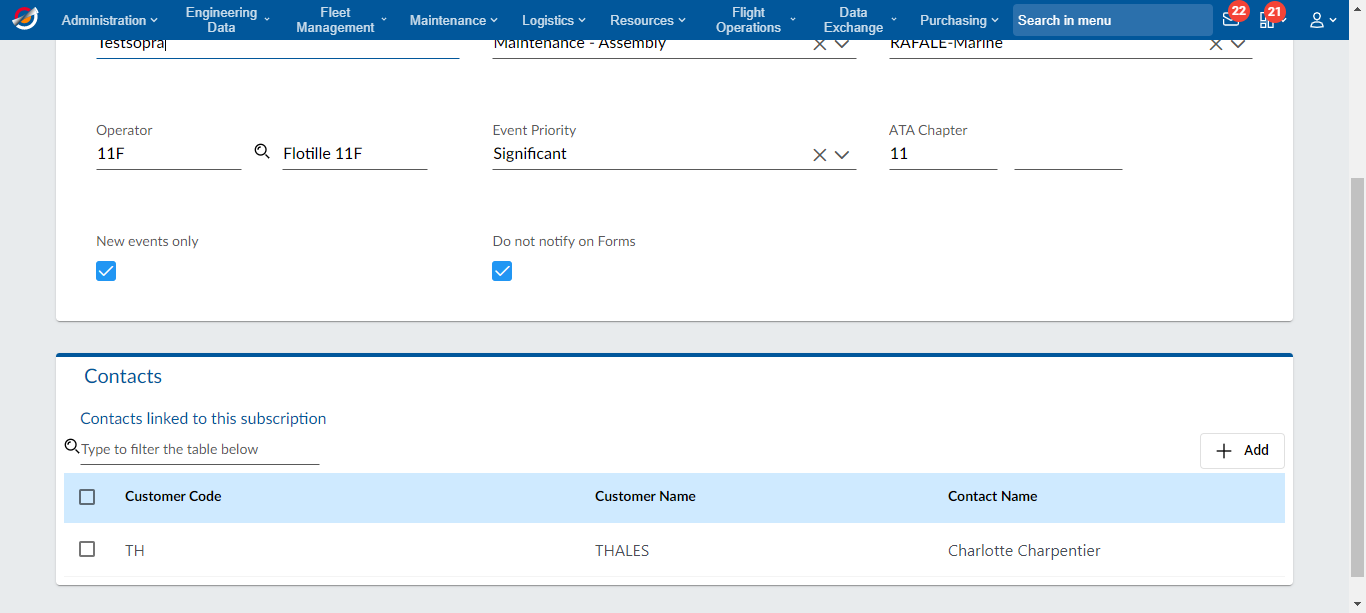 Administration
Engineering Data
Fleet Management
Maintenance
Logistics
Resources
Flight Operations
Data Exchange
Purchasing
Search in menu
22
21
Testsopra
Maintenance - Assembly
RAFALE-Marine
Operator
Event Priority
ATA Chapter
11F
Flotille 11F
Significant
11
New events only
Do not notify on Forms
Contacts
Contacts linked to this subscription
Type to filter the table below
Add
Customer Code
Customer Name
Contact Name
TH
THALES
Charlotte Charpentier